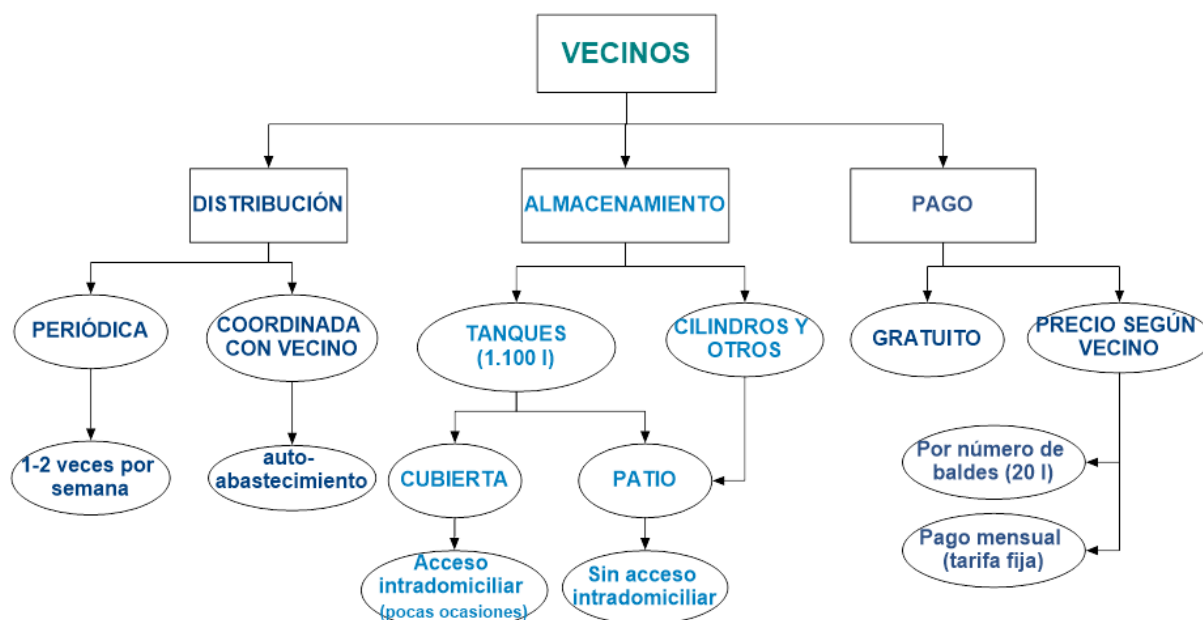 VECINOS
DISTRIBUCIÓN
ALMACENAMIENTO
PAGO
PERIÓDICA
COORDINADA
CON VECINO
TANQUES
(1.100 l)
CILINDROS Y
OTROS
GRATUITO
PRECIO SEGÚN
VECINO
1-2 veces por
semana
auto-
abastecimiento
CUBIERTA
PATIO
Por número de
baldes (20 l)
Acceso
intradomiciliar
(pocas ocasiones)
Sin acceso
intradomiciliar
Pago mensual
(tarifa fija)